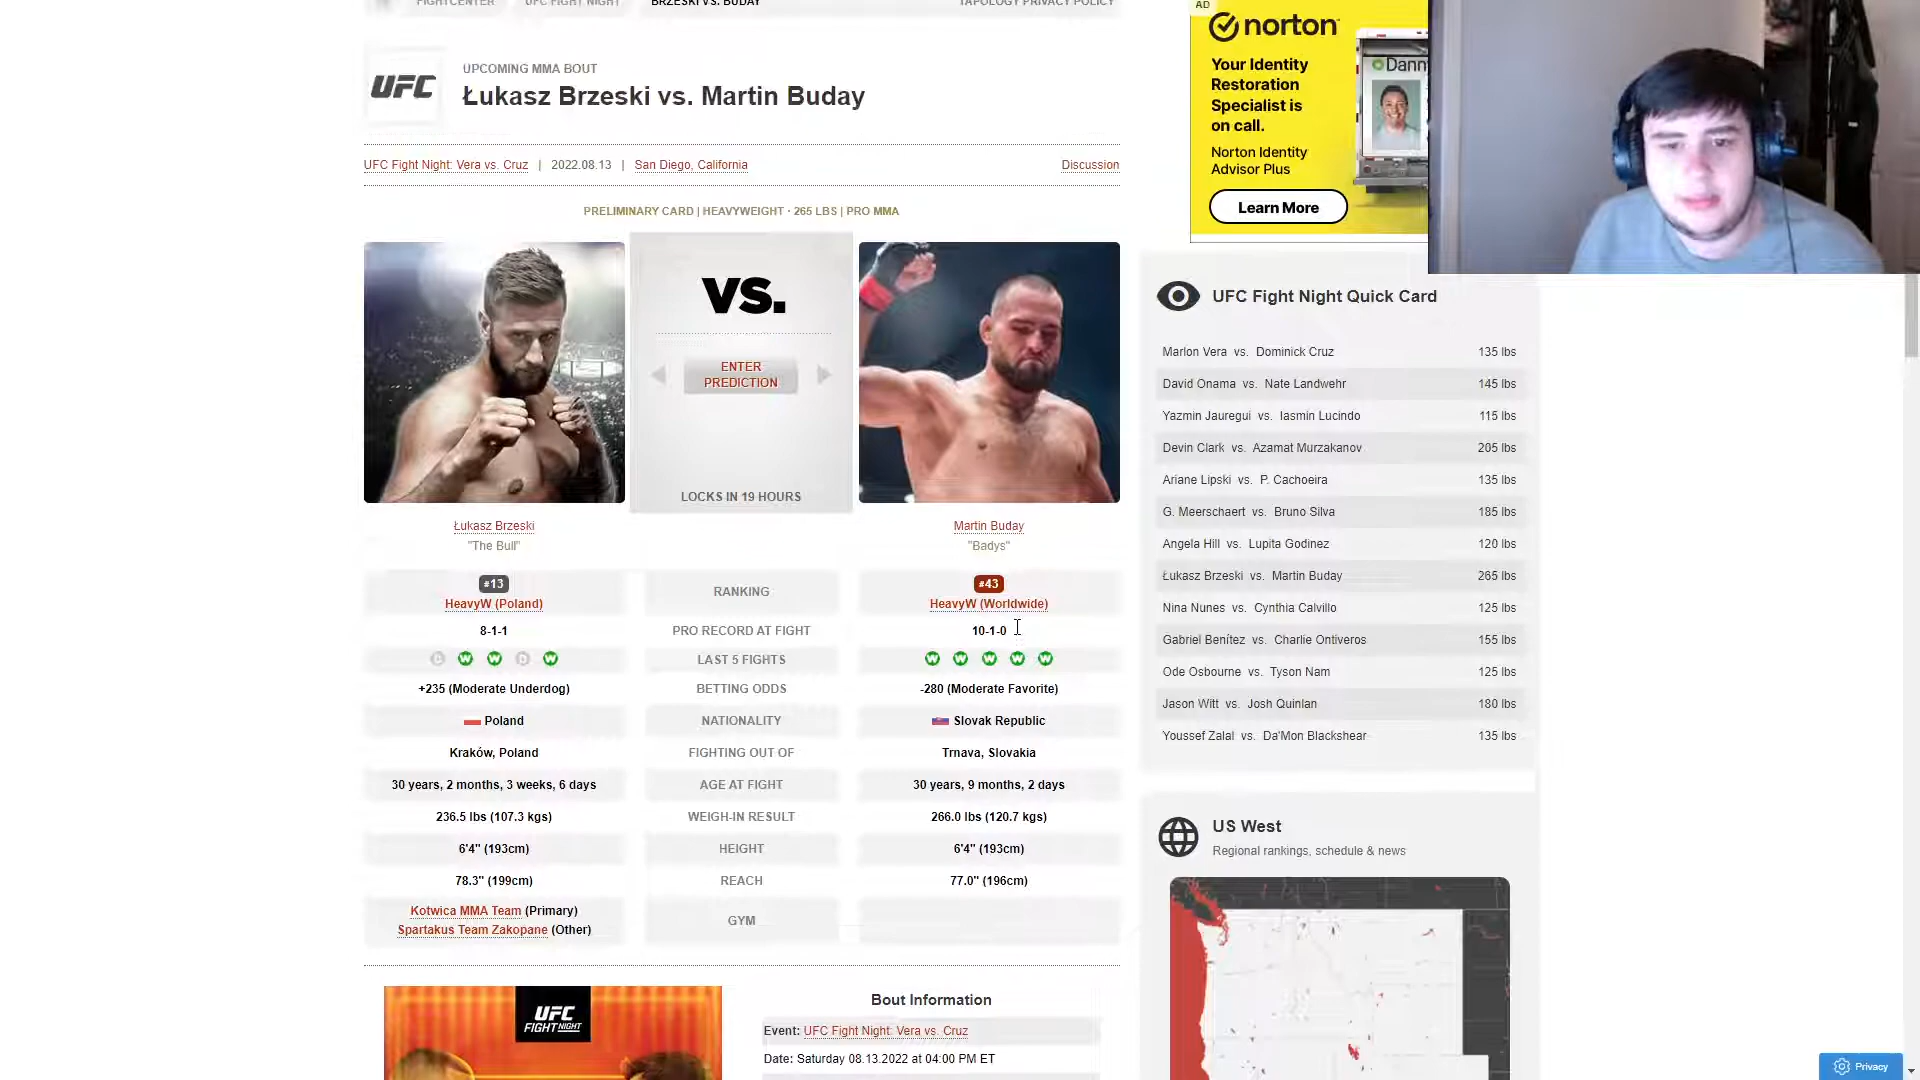 FIGHTCENTER UFC FIGHT NIGHT BRZESKI VS. BUDAY TAPOLOGY PRIVACY POLICY
UFC
UPCOMING MMA BOUT
Łukasz Brzeski vs. Martin Buday
UFC Fight Night: Vera vs. Cruz | 2022.08.13 | San Diego, California Discussion
PRELIMINARY CARD | HEAVYWEIGHT · 265 LBS | PRO MMA
VS.
ENTER
PREDICTION
LOCKS IN 19 HOURS
Łukasz Brzeski Martin Buday
"The Bull" "Badys"
#13 RANKING #43
HeavyW (Poland) HeavyW (Worldwide)
8-1-1 PRO RECORD AT FIGHT 10-1-0
D W W D W LAST 5 FIGHTS W W W W W
+235 (Moderate Underdog) BETTING ODDS -280 (Moderate Favorite)
Poland NATIONALITY Slovak Republic
Kraków, Poland FIGHTING OUT OF Trnava, Slovakia
30 years, 2 months, 3 weeks, 6 days AGE AT FIGHT 30 years, 9 months, 2 days
236.5 lbs (107.3 kgs) WEIGH-IN RESULT 266.0 lbs (120.7 kgs)
6'4" (193cm) HEIGHT 6'4" (193cm)
78.3" (199cm) REACH 77.0" (196cm)
Kotwica MMA Team (Primary) GYM
Spartakus Team Zakopane (Other)
UFC
FIGHT NIGHT
Bout Information
Event: UFC Fight Night: Vera vs. Cruz
Date: Saturday 08.13.2022 at 04:00 PM ET
AD
norton
Your Identity
Restoration
Specialist is
on call.
Norton Identity
Advisor Plus
Learn More
Dann
UFC Fight Night Quick Card
Marlon Vera vs. Dominick Cruz 135 lbs
David Onama vs. Nate Landwehr 145 lbs
Yazmin Jauregui vs. Iasmin Lucindo 115 lbs
Devin Clark vs. Azamat Murzakanov 205 lbs
Ariane Lipski vs. P. Cachoeira 135 lbs
G. Meerschaert vs. Bruno Silva 185 lbs
Angela Hill vs. Lupita Godinez 120 lbs
Łukasz Brzeski vs. Martin Buday 265 lbs
Nina Nunes vs. Cynthia Calvillo 125 lbs
Gabriel Benítez vs. Charlie Ontiveros 155 lbs
Ode Osbourne vs. Tyson Nam 125 lbs
Jason Witt vs. Josh Quinlan 180 lbs
Youssef Zalal vs. Da'Mon Blackshear 135 lbs
US West
Regional rankings, schedule & news
Privacy